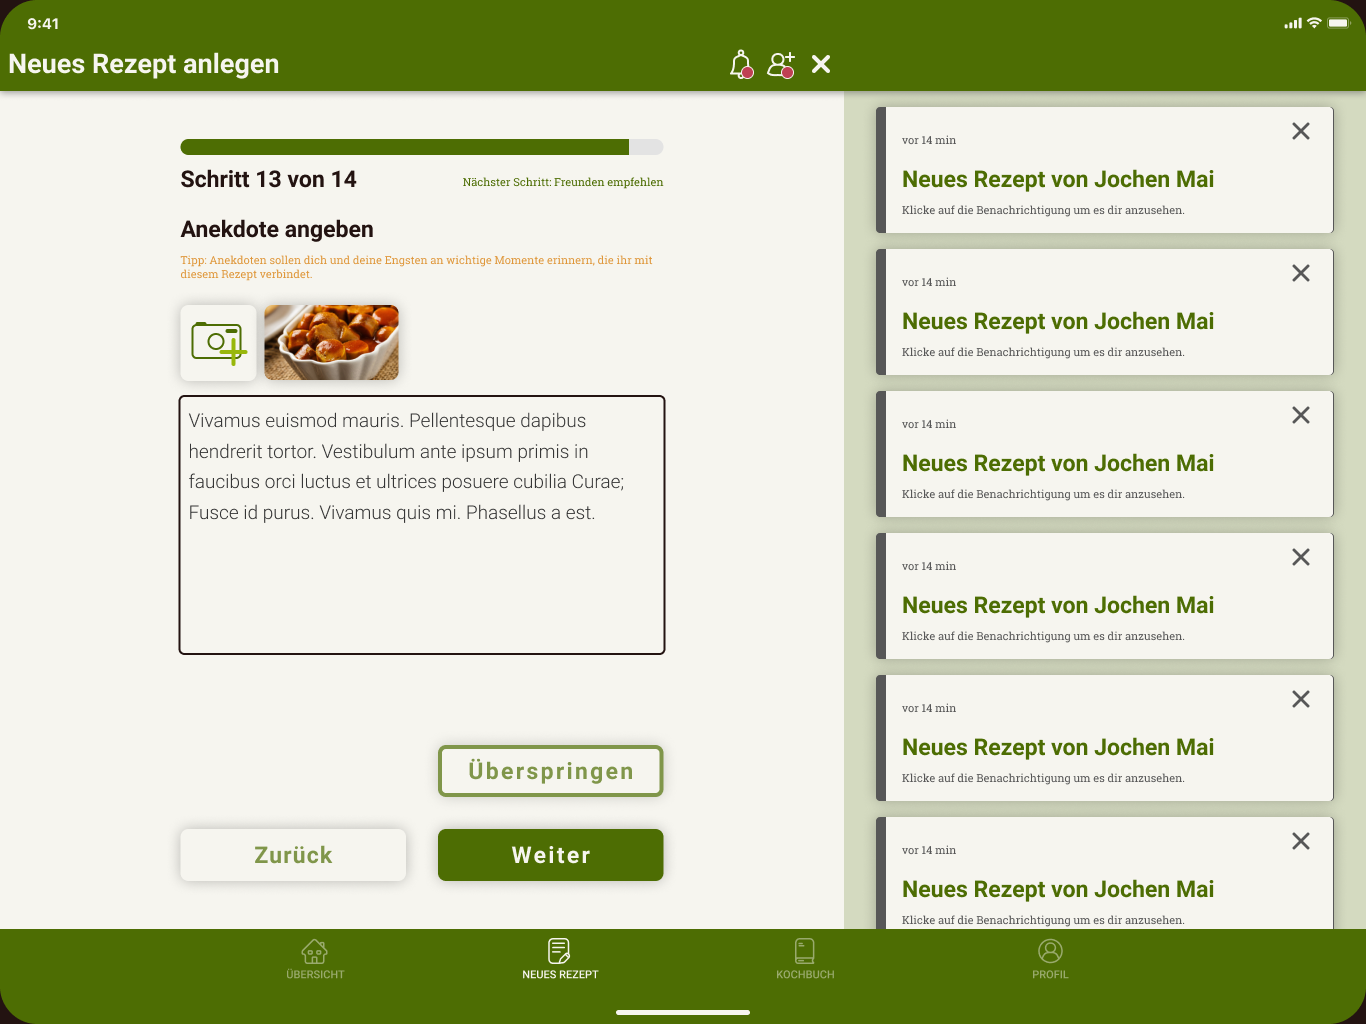 9:41
Neues Rezept anlegen
Schritt 13 von 14
Nächster Schritt: Freunden empfehlen
Anekdote angeben
Tipp: Anekdoten sollen dich und deine Engsten an wichtige Momente erinnern, die ihr mit
diesem Rezept verbindet.
Vivamus euismod mauris. Pellentesque dapibus
hendrerit tortor. Vestibulum ante ipsum primis in
faucibus orci luctus et ultrices posuere cubilia Curae;
Fusce id purus. Vivamus quis mi. Phasellus a est.
Überspringen
Zurück
Weiter
vor 14 min
Neues Rezept von Jochen Mai
Klicke auf die Benachrichtigung um es dir anzusehen.
vor 14 min
Neues Rezept von Jochen Mai
Klicke auf die Benachrichtigung um es dir anzusehen.
vor 14 min
Neues Rezept von Jochen Mai
Klicke auf die Benachrichtigung um es dir anzusehen.
vor 14 min
Neues Rezept von Jochen Mai
Klicke auf die Benachrichtigung um es dir anzusehen.
vor 14 min
Neues Rezept von Jochen Mai
Klicke auf die Benachrichtigung um es dir anzusehen.
vor 14 min
Neues Rezept von Jochen Mai
Klicke auf die Benachrichtigung um es dir anzusehen.
ÜBERSICHT
NEUES REZEPT
KOCHBUCH
PROFIL